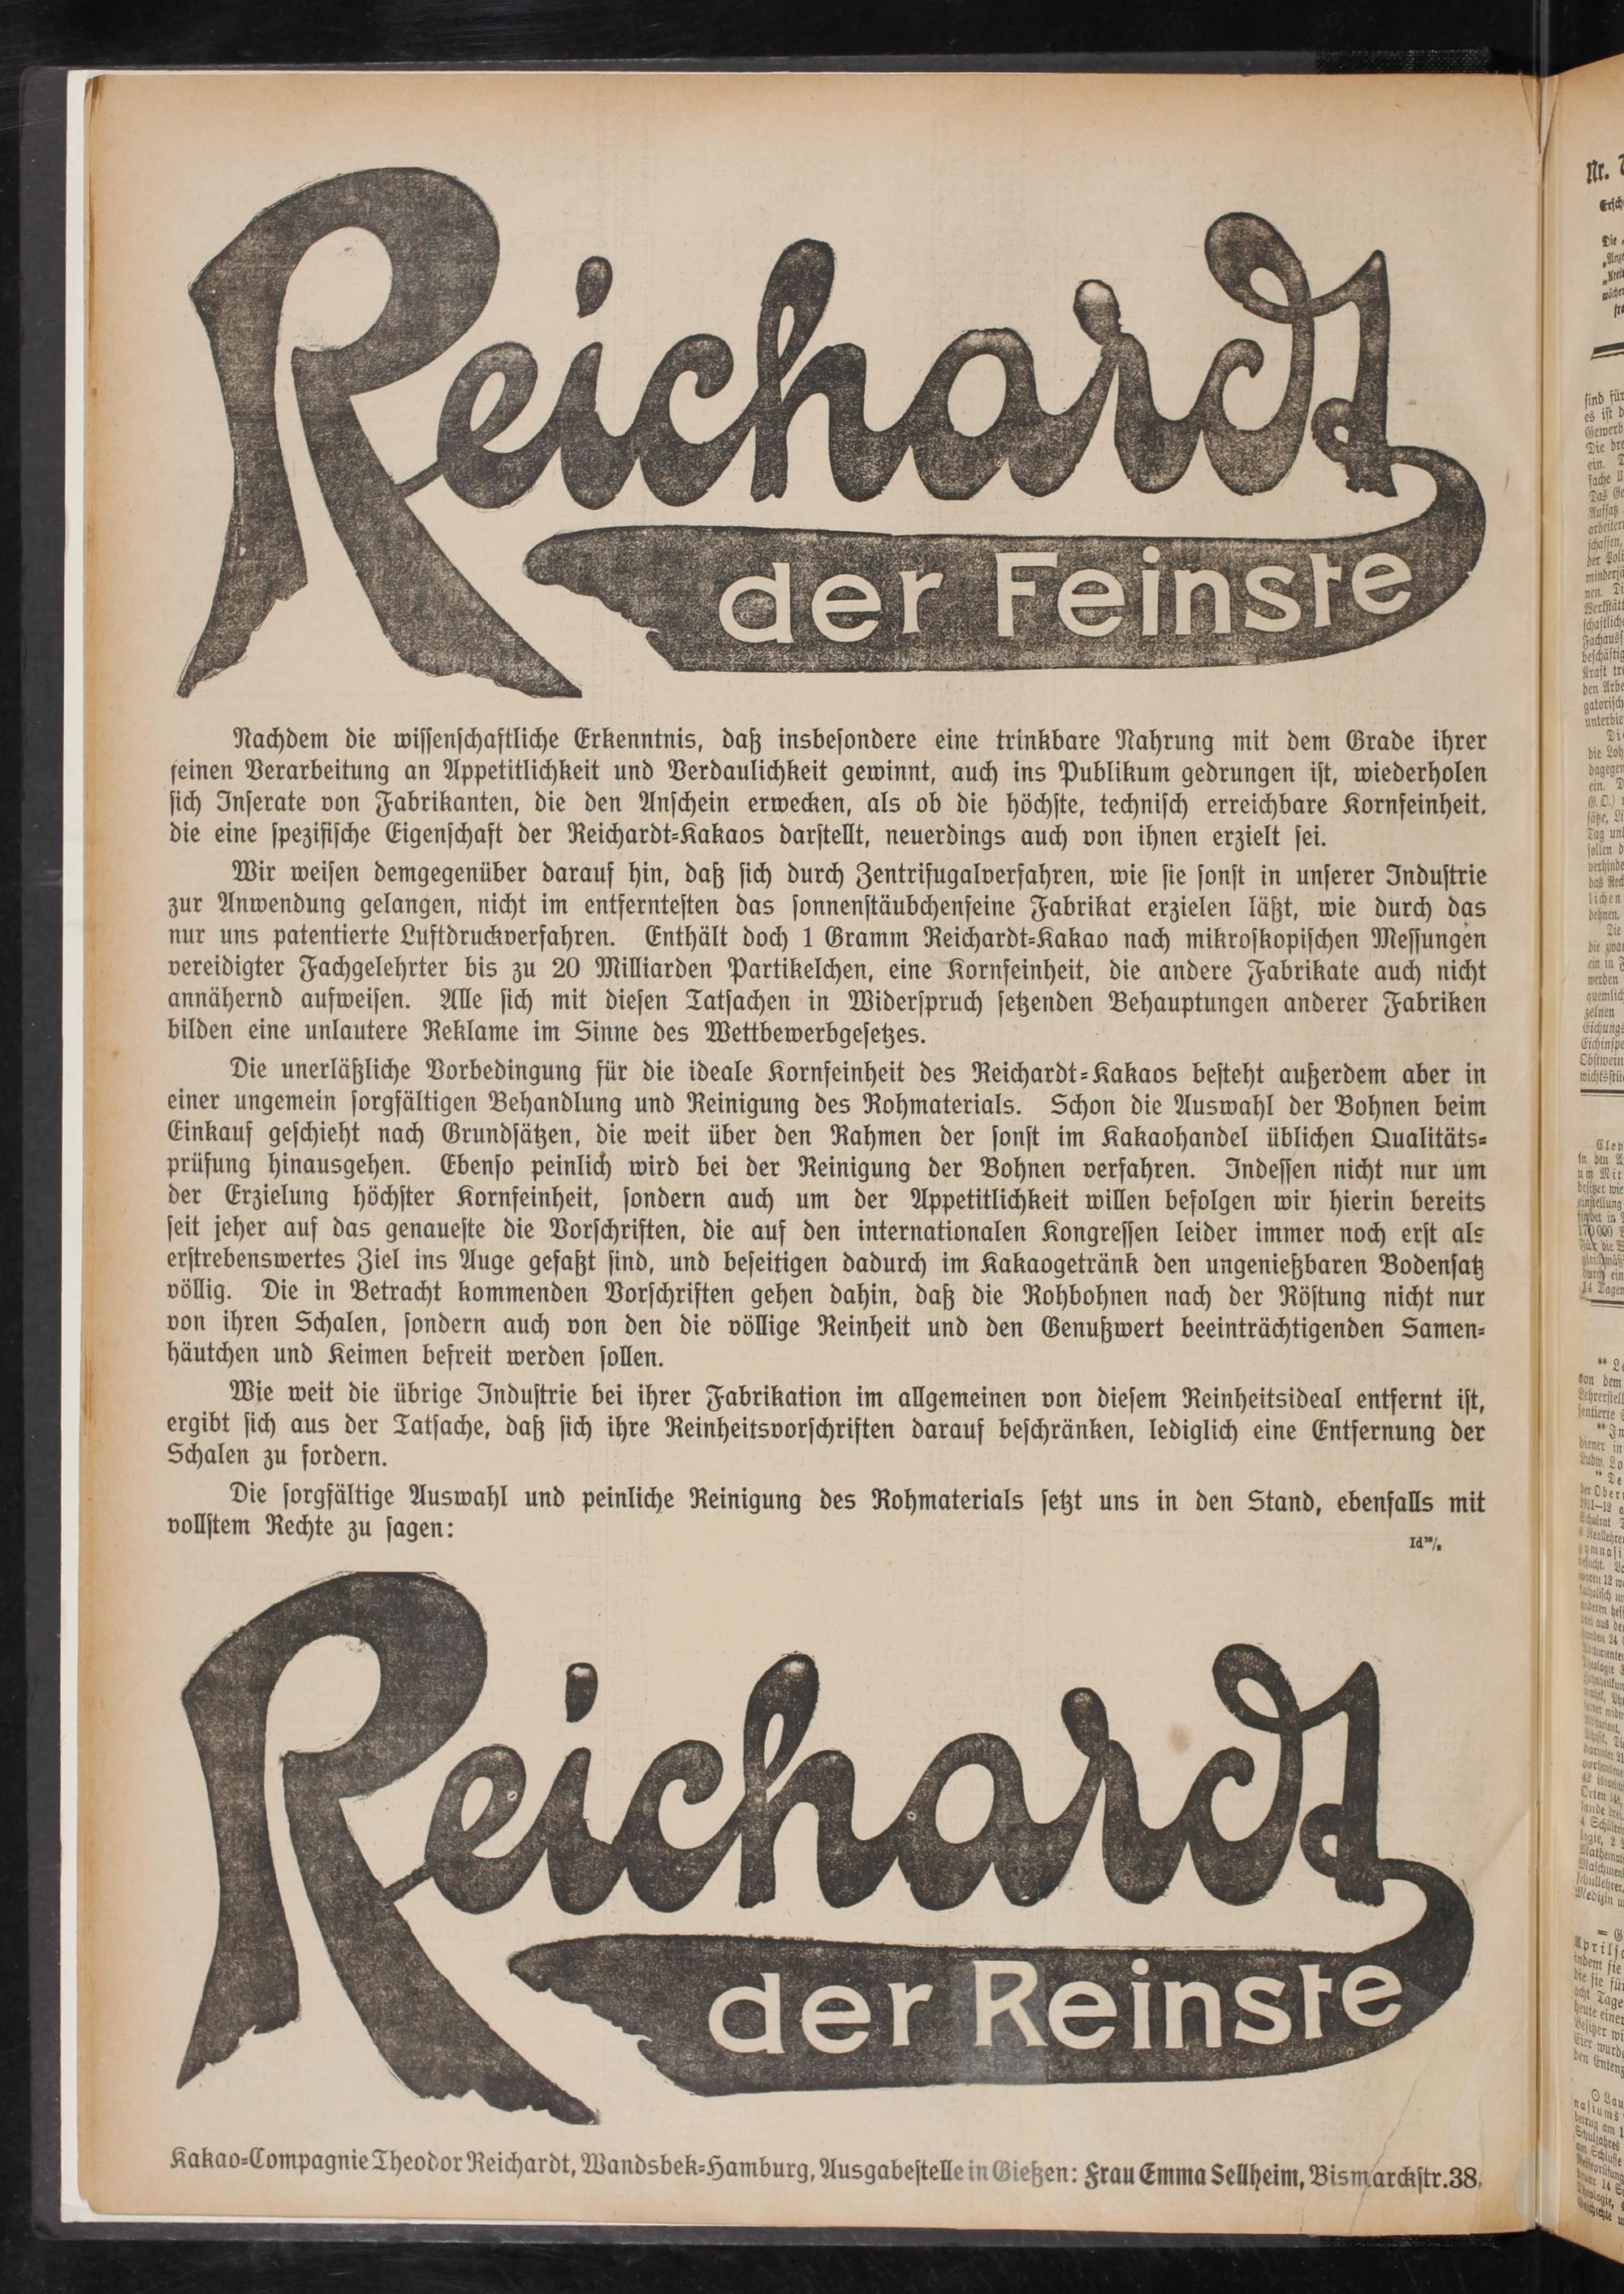 Reichardt
der Feinste
Nachdem die wissenschaftliche Erkenntnis, daß insbesondere eine trinkbare Nahrung mit dem Grade ihrer
feinen Verarbeitung an Appetitlichkeit und Verdaulichkeit gewinnt, auch ins Publikum gedrungen ist, wiederholen
sich Inserate von Fabrikanten, die den Anschein erwecken, als ob die höchste, technisch erreichbare Kornfeinheit,
die eine spezifische Eigenschaft der Reichardt-Kakaos darstellt, neuerdings auch von ihnen erzielt sei.
Wir weisen demgegenüber darauf hin, daß sich durch Zentrifugalverfahren, wie sie sonst in unserer Industrie
zur Anwendung gelangen, nicht im entferntesten das sonnenstäubchenfeine Fabrikat erzielen läßt, wie durch das
nur uns patentierte Luftdruckverfahren. Enthält doch 1 Gramm Reichardt-Kakao nach mikroskopischen Messungen
vereidigter Fachgelehrter bis zu 20 Milliarden Partikelchen, eine Kornfeinheit, die andere Fabrikate auch nicht
annähernd aufweisen. Alle sich mit diesen Tatsachen in Widerspruch setzenden Behauptungen anderer Fabriken
bilden eine unlautere Reklame im Sinne des Wettbewerbgesetzes.
Die unerläßliche Vorbedingung für die ideale Kornfeinheit des Reichardt-Kakaos besteht außerdem aber in
einer ungemein sorgfältigen Behandlung und Reinigung des Rohmaterials. Schon die Auswahl der Bohnen beim
Einkauf geschieht nach Grundsätzen, die weit über den Rahmen der sonst im Kakaohandel üblichen Qualitäts-
prüfung hinausgehen. Ebenso peinlich wird bei der Reinigung der Bohnen verfahren. Indessen nicht nur um
der Erzielung höchster Kornfeinheit, sondern auch um der Appetitlichkeit willen befolgen wir hierin bereits
seit jeher auf das genaueste die Vorschriften, die auf den internationalen Kongressen leider immer noch erst als
erstrebenswertes Ziel ins Auge gefaßt sind, und beseitigen dadurch im Kakaogetränk den ungenießbaren Bodensatz
völlig. Die in Betracht kommenden Vorschriften gehen dahin, daß die Rohbohnen nach der Röstung nicht nur
von ihren Schalen, sondern auch von den die völlige Reinheit und den Genußwert beeinträchtigenden Samen-
häutchen und Keimen befreit werden sollen.
Wie weit die übrige Industrie bei ihrer Fabrikation im allgemeinen von diesem Reinheitsideal entfernt ist,
ergibt sich aus der Tatsache, daß sich ihre Reinheitsvorschriften darauf beschränken, lediglich eine Entfernung der
Schalen zu fordern.
Die sorgfältige Auswahl und peinliche Reinigung des Rohmaterials setzt uns in den Stand, ebenfalls mit
vollstem Rechte zu sagen:
Reichardt
der Reinste
Kakao-Compagnie Theodor Reichardt, Wandsbek-Hamburg, Ausgabestelle in Gießen: Frau Emma Sellheim, Bismarckstr. 38.